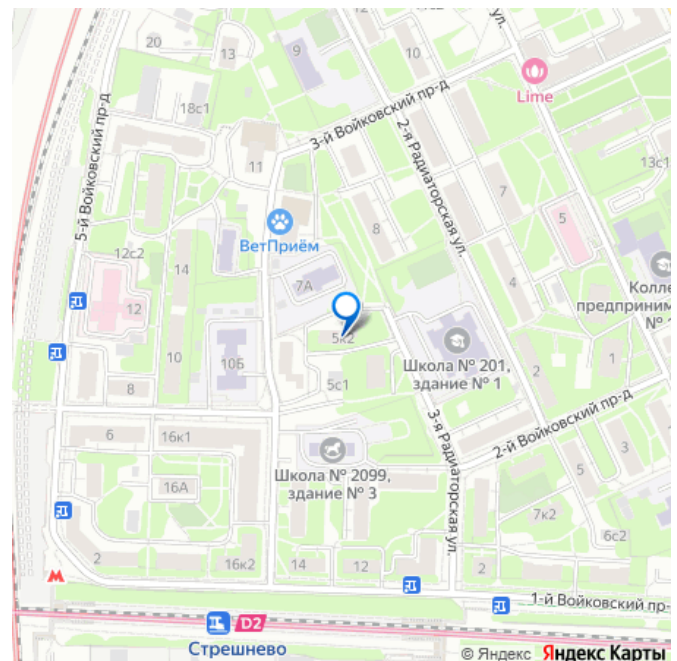 20
13
9
10
ул.
Lime
18с1
3-й Войковский пр-д
5-й Войковский пр-д
11
2-я Радиаторская ул.
13с1
7
5
8
ВетПриём
12с2
14
7А
4
Колле
предприним
№ 1
12
5к2
10
10Б
Школа № 201,
здание № 1
2
8
5с1
2-й Войковский пр-д
3-я Радиаторская ул.
6
16к1
3
5
Школа № 2099,
здание № 3
16А
7к2
6с2
2
16к2
14
12
2
М
1-й Войковский пр-
D2
Стрешнево
© Яндекс Яндекс Карты